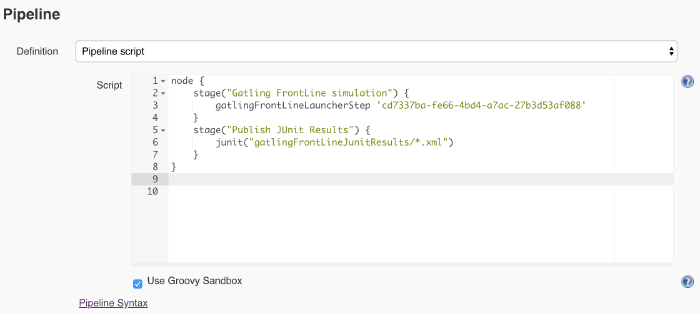 Pipeline
Definition
Pipeline script
Script
1 node {
2     stage("Gatling FrontLine simulation") {
3         gatlingFrontLineLauncherStep 'cd7337ba-fe66-4bd4-a7ac-27b3d53af088'
4     }
5     stage("Publish JUnit Results") {
6         junit("gatlingFrontLineJunitResults/*.xml")
7     }
8 }
9
10
Use Groovy Sandbox
Pipeline Syntax